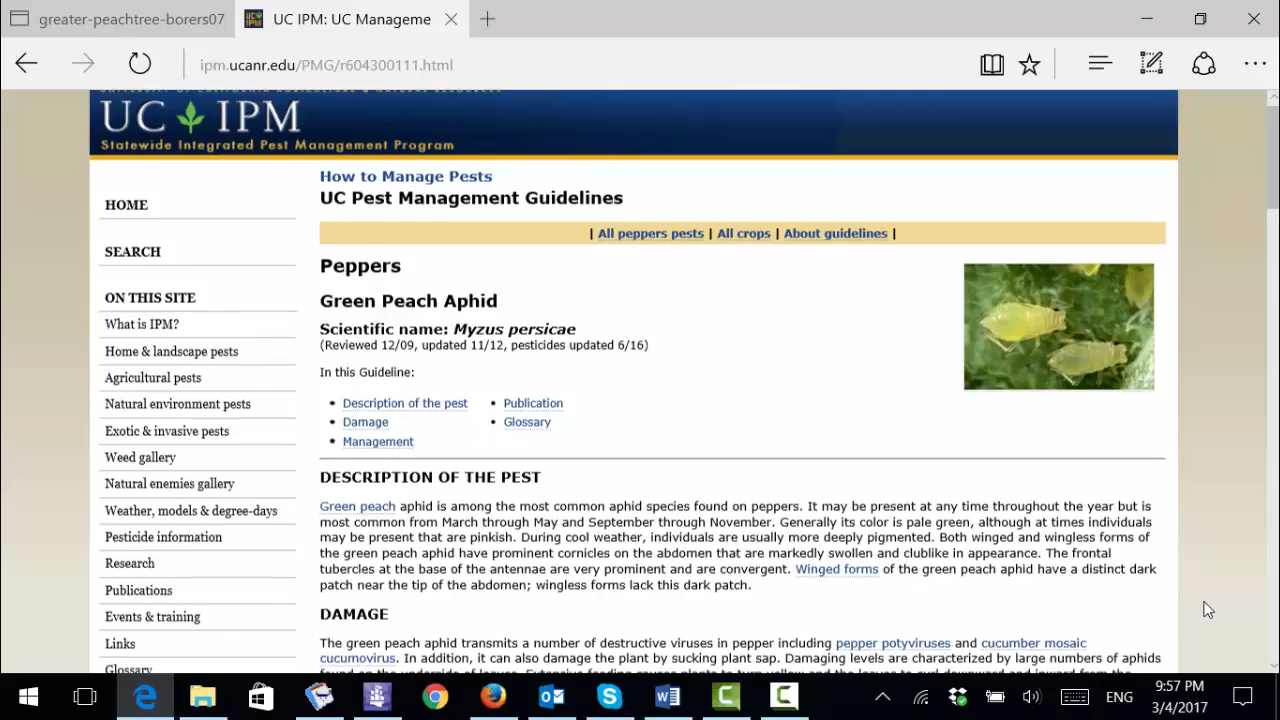 greater-peachtree-borers07
UC IPM: UC Manageme
ipm.ucanr.edu/PMG/r604300111.html
UC IPM
Statewide Integrated Pest Management Program
HOME
SEARCH
ON THIS SITE
What is IPM?
Home & landscape pests
Agricultural pests
Natural environment pests
Exotic & invasive pests
Weed gallery
Natural enemies gallery
Weather, models & degree-days
Pesticide information
Research
Publications
Events & training
Links
Glossary
How to Manage Pests
UC Pest Management Guidelines
| All peppers pests | All crops | About guidelines |
Peppers
Green Peach Aphid
Scientific name: Myzus persicae
(Reviewed 12/09, updated 11/12, pesticides updated 6/16)
In this Guideline:
• Description of the pest
• Damage
• Management
• Publication
• Glossary
DESCRIPTION OF THE PEST
Green peach aphid is among the most common aphid species found on peppers. It may be present at any time throughout the year but is
most common from March through May and September through November. Generally its color is pale green, although at times individuals
may be present that are pinkish. During cool weather, individuals are usually more deeply pigmented. Both winged and wingless forms of
the green peach aphid have prominent cornicles on the abdomen that are markedly swollen and clublike in appearance. The frontal
tubercles at the base of the antennae are very prominent and are convergent. Winged forms of the green peach aphid have a distinct dark
patch near the tip of the abdomen; wingless forms lack this dark patch.
DAMAGE
The green peach aphid transmits a number of destructive viruses in pepper including pepper potyviruses and cucumber mosaic
cucumovirus. In addition, it can also damage the plant by sucking plant sap. Damaging levels are characterized by large numbers of aphids
ENG
9:57 PM
3/4/2017